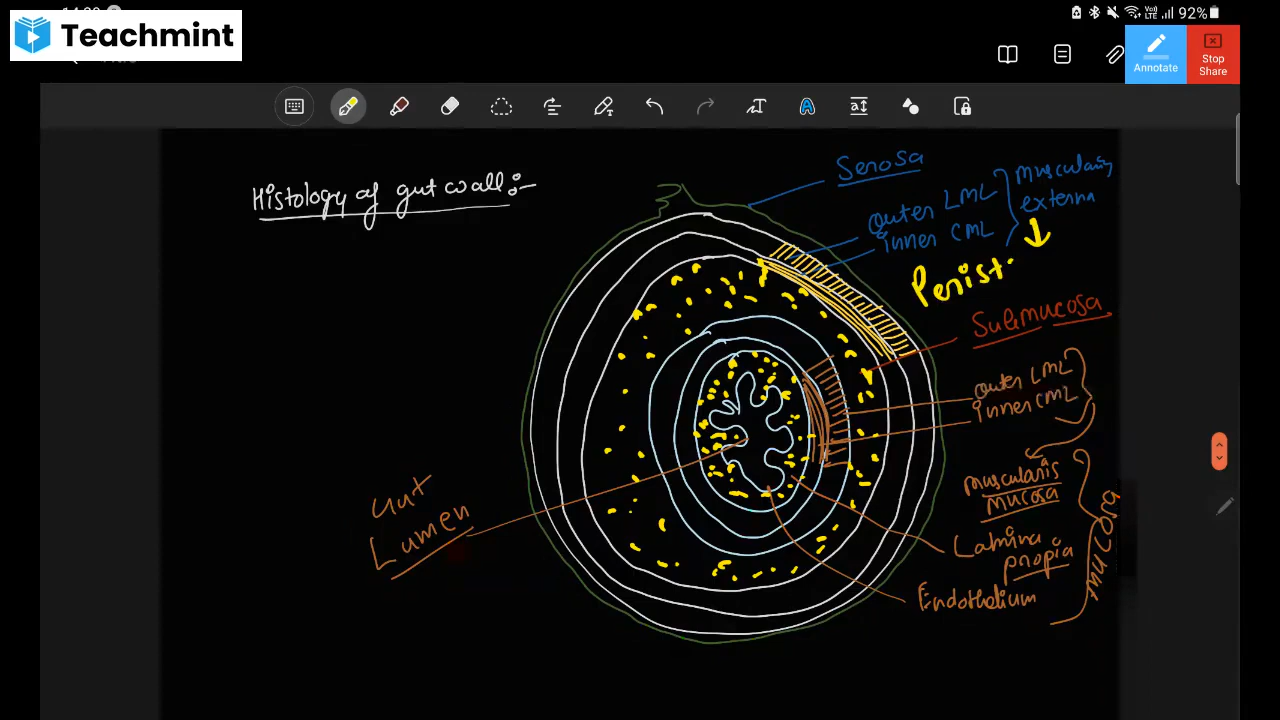 Teachmint
92%
Annotate
Stop
Share
Histology of gut wall:-
Serosa
outer LML
inner CML
muscularis
externa
Perist.
Submucosa
outer LML
inner CML
muscularis
mucosa
Lamina
propia
Endothelium
mucosa
Gut
Lumen